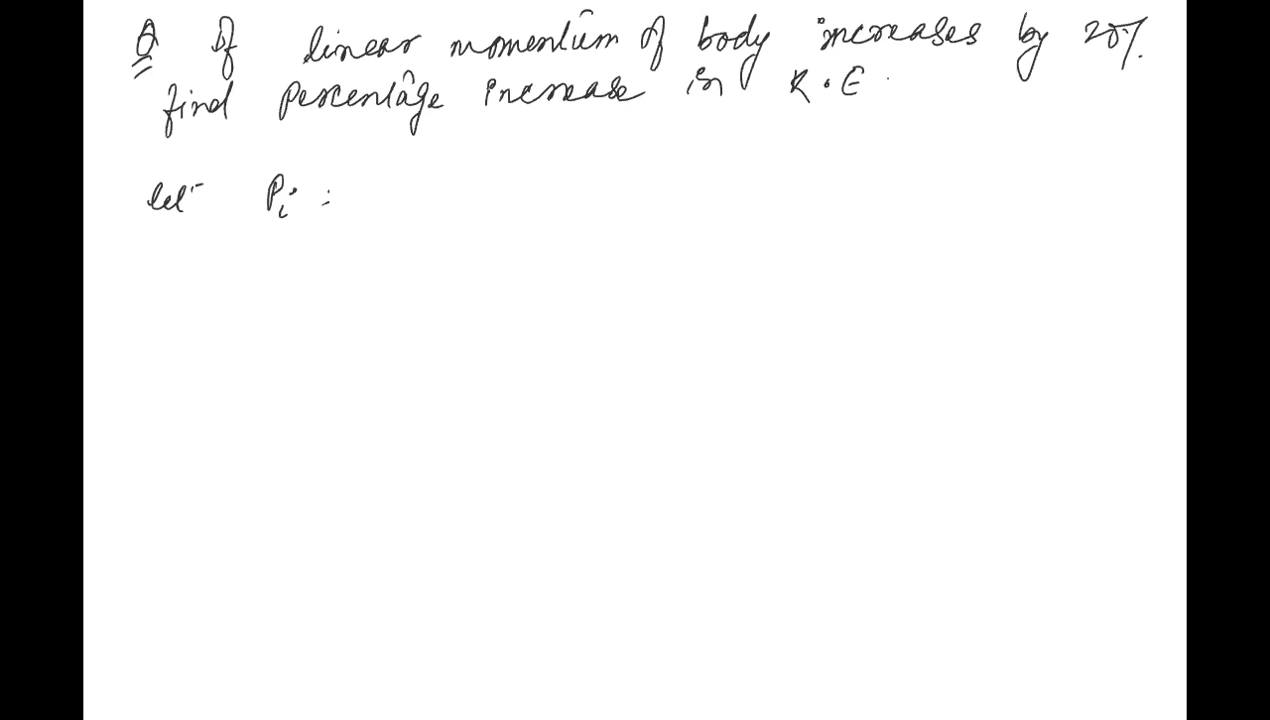 Q If linear momentum of body increases by 20%.
find percentage increase in K.E.
let Pi =